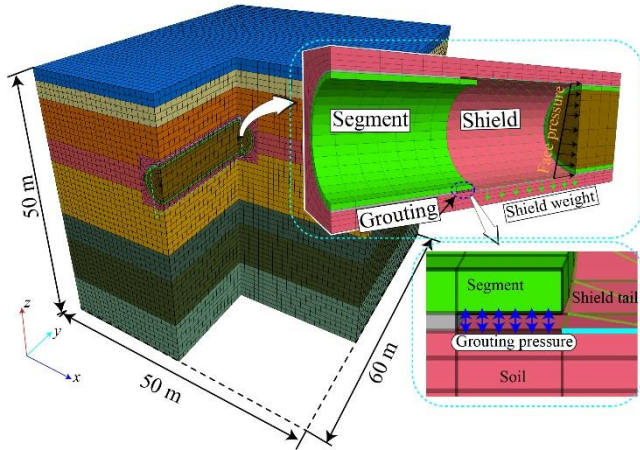 50 m
50 m
60 m
z
y
x
Segment
Shield
Face pressure
Grouting
Shield weight
Segment
Shield tail
Grouting pressure
Soil